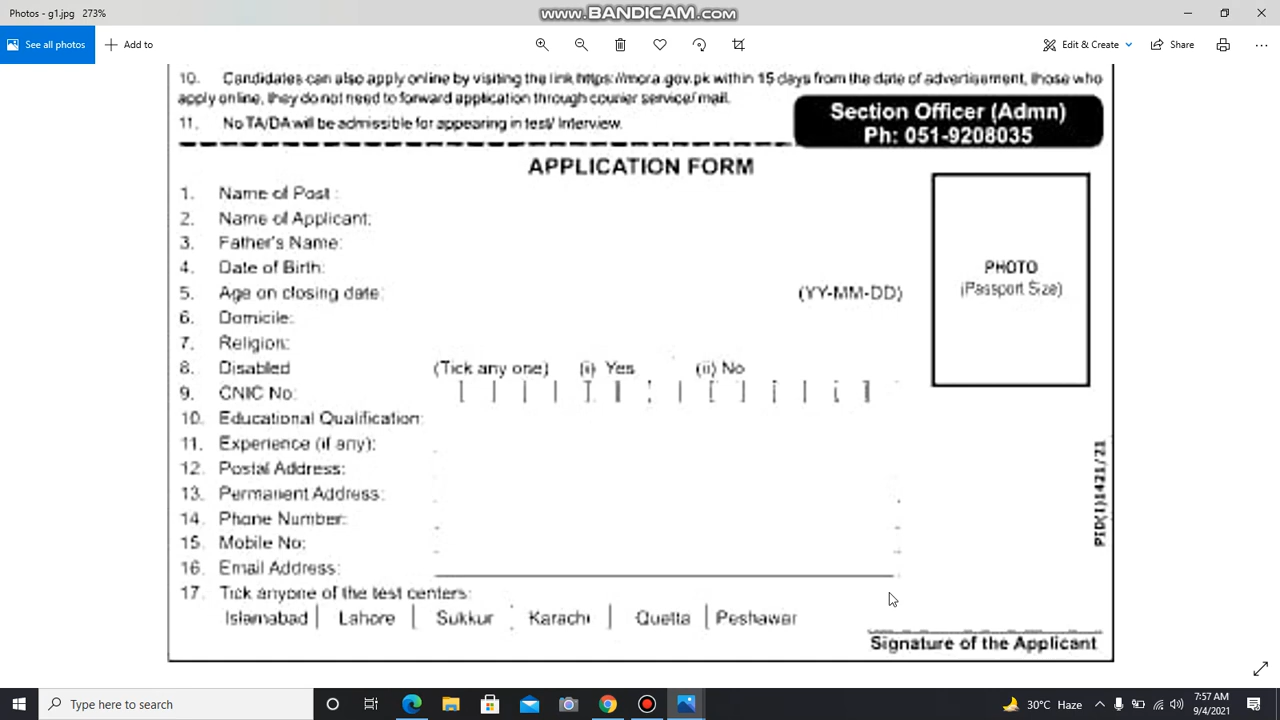 Photos - g1.jpg 273%
WWW.BANDICAM.COM
See all photos
Add to
Edit & Create
Share
10. Candidates can also apply online by visiting the link https://mora.gov.pk within 15 days from the date of advertisement, those who
apply online, they do not need to forward application through courier service/ mail.
11. No TA/DA will be admissible for appearing in test/ Interview.
Section Officer (Admn)
Ph: 051-9208035
APPLICATION FORM
1. Name of Post :
2. Name of Applicant:
3. Father's Name:
4. Date of Birth:
5. Age on closing date: (YY-MM-DD)
6. Domicile:
7. Religion:
8. Disabled (Tick any one) (i) Yes (ii) No
9. CNIC No:
10. Educational Qualification:
11. Experience (if any):
12. Postal Address:
13. Permanent Address:
14. Phone Number:
15. Mobile No:
16. Email Address:
17. Tick anyone of the test centers:
Islamabad Lahore Sukkur Karachi Quetta Peshawar
PHOTO
(Passport Size)
PID(I)1421/21
Signature of the Applicant
Type here to search
30°C Haze
7:57 AM
9/4/2021